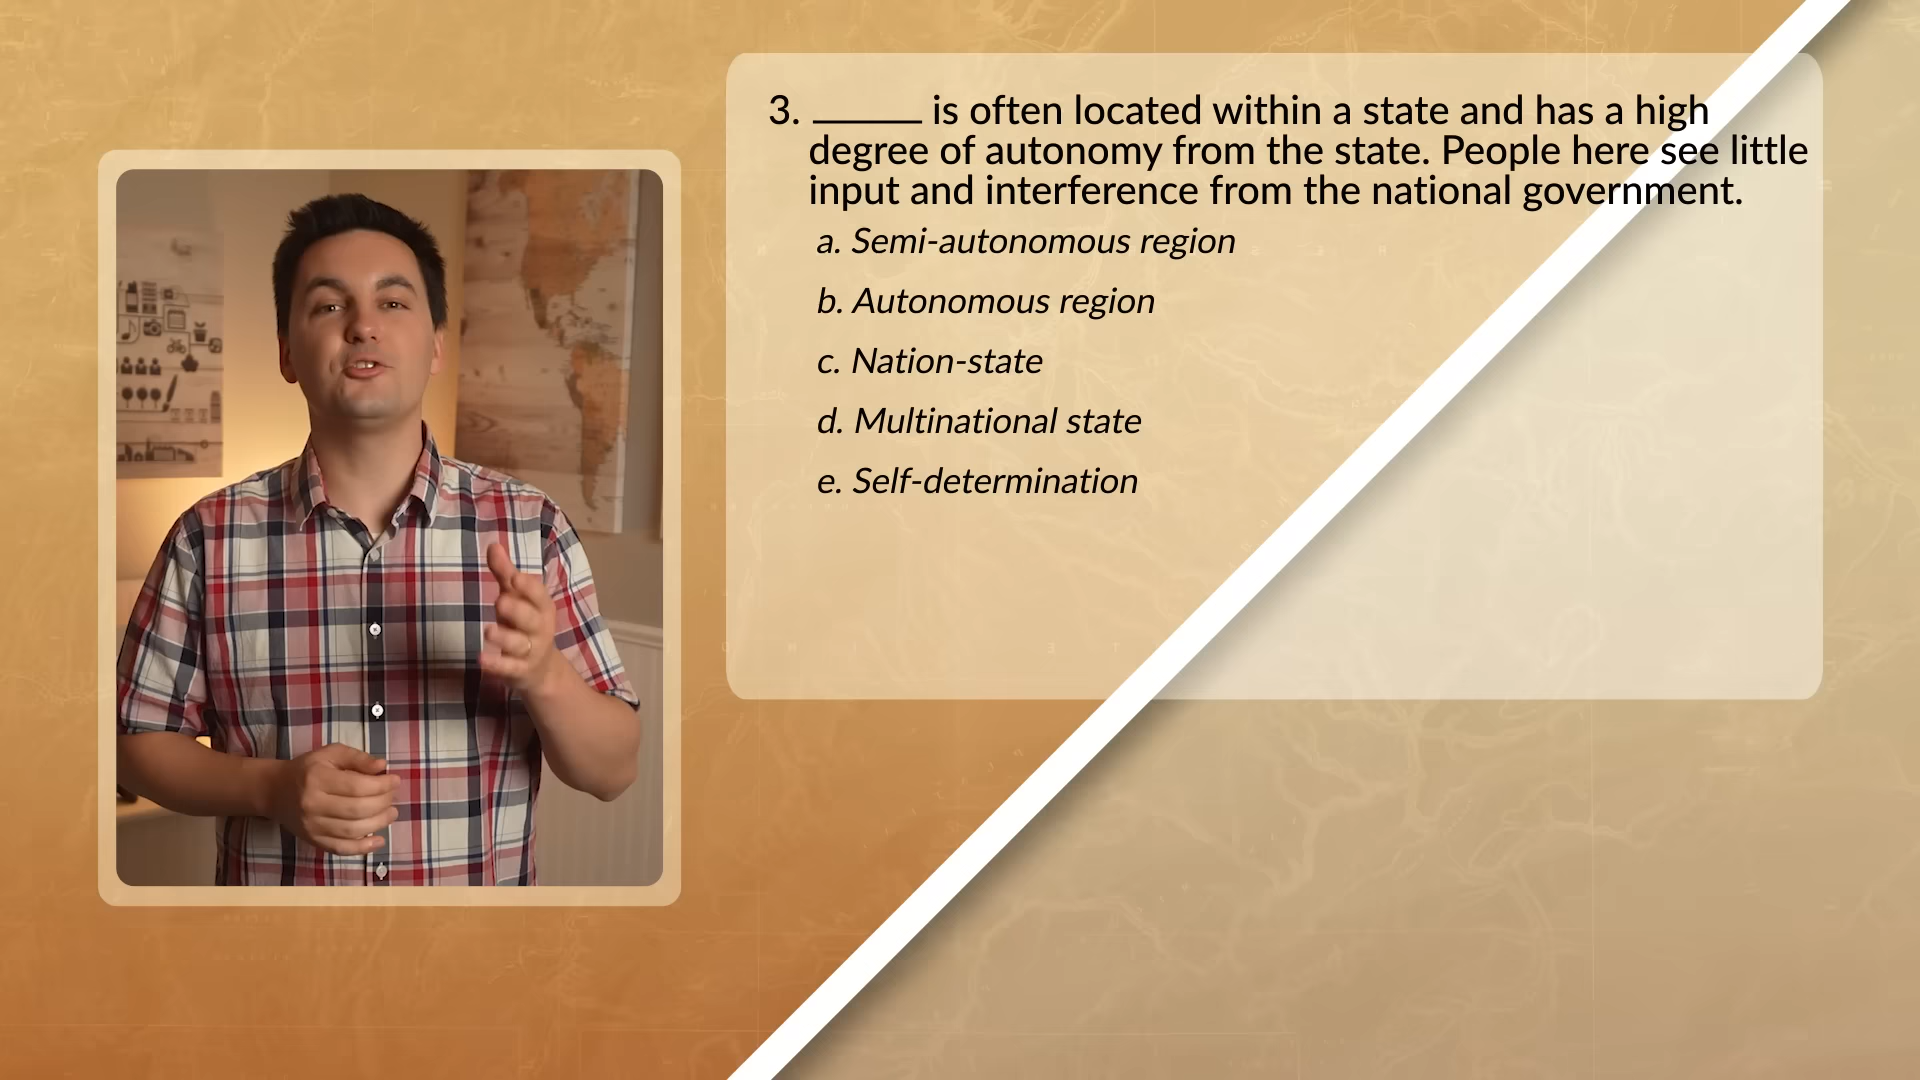 3. ______ is often located within a state and has a high
degree of autonomy from the state. People here see little
input and interference from the national government.
a. Semi-autonomous region
b. Autonomous region
c. Nation-state
d. Multinational state
e. Self-determination